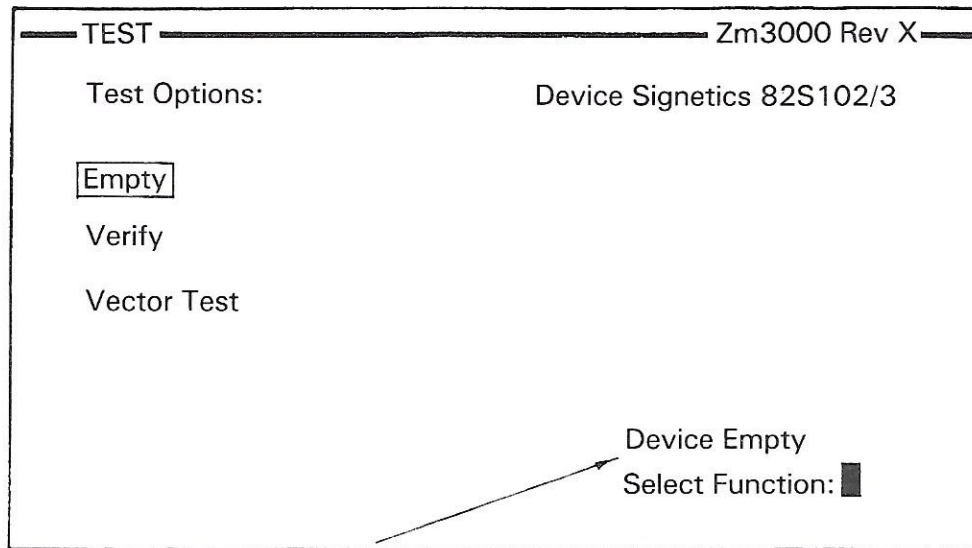 TEST Zm3000 Rev X
Test Options: Device Signetics 82S102/3
Empty
Verify
Vector Test
Device Empty
Select Function: